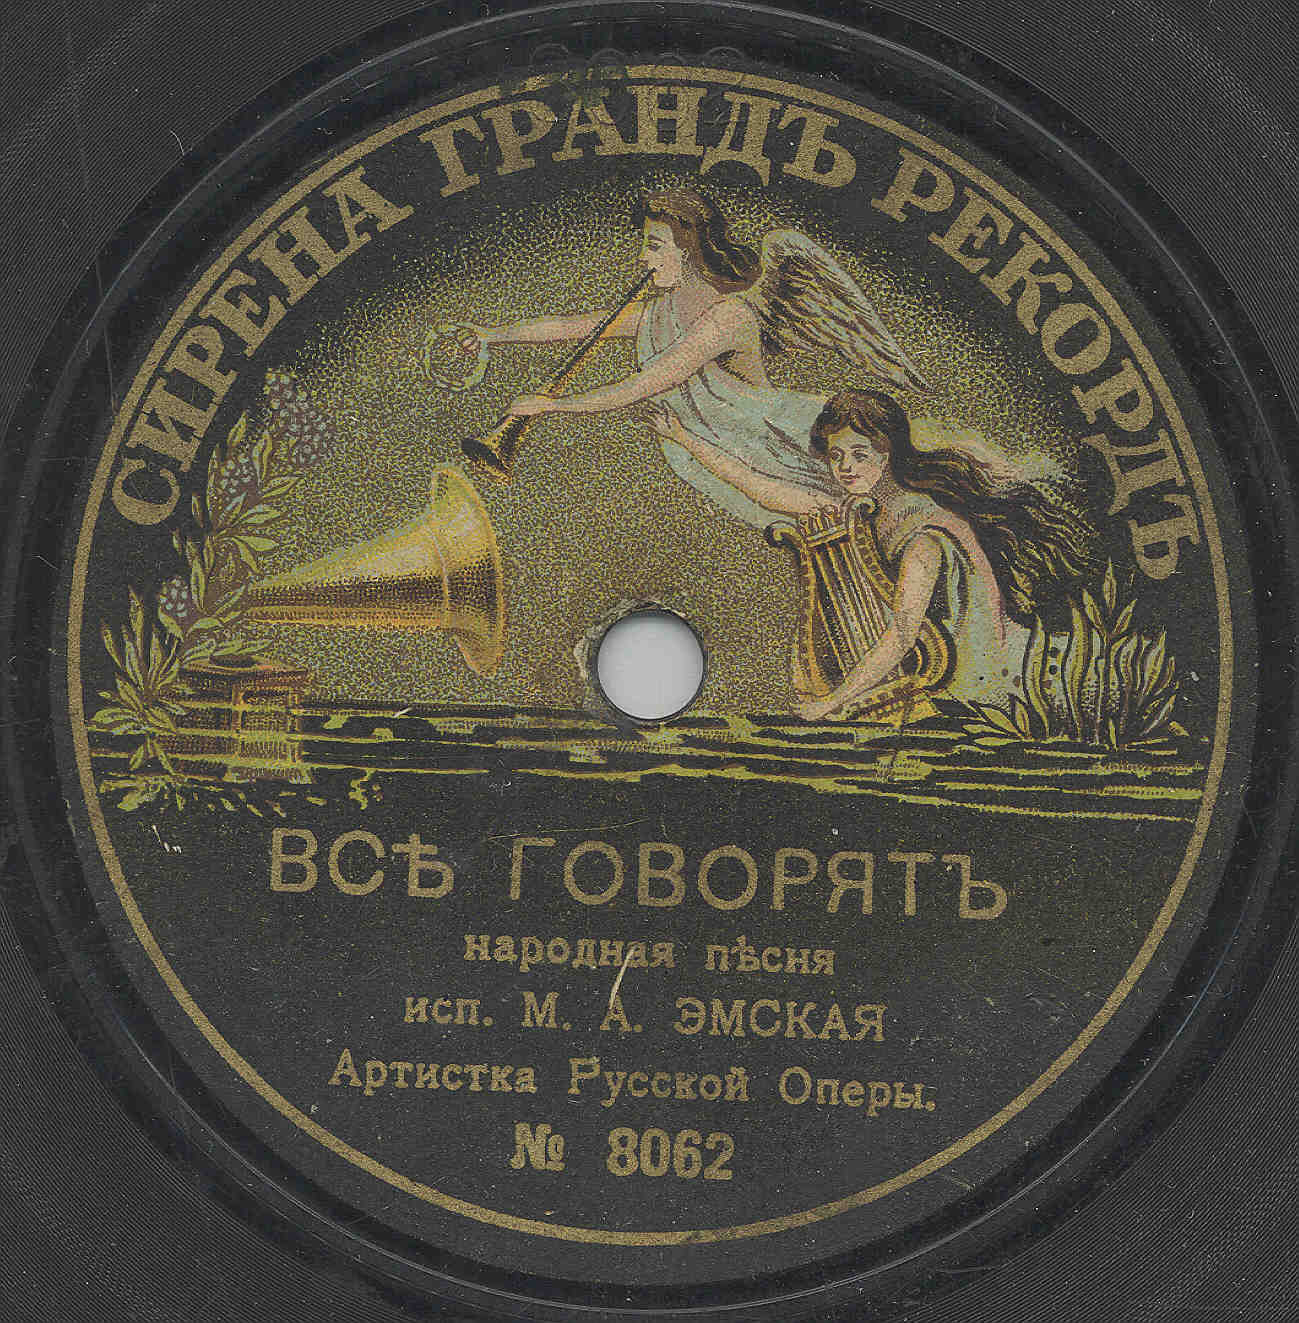 СИРЕНА ГРАНДЪ РЕКОРДЪ
ВСѢ ГОВОРЯТЪ
народная пѣсня
исп. М. А. ЭМСКАЯ
Артистка Русской Оперы.
№ 8062